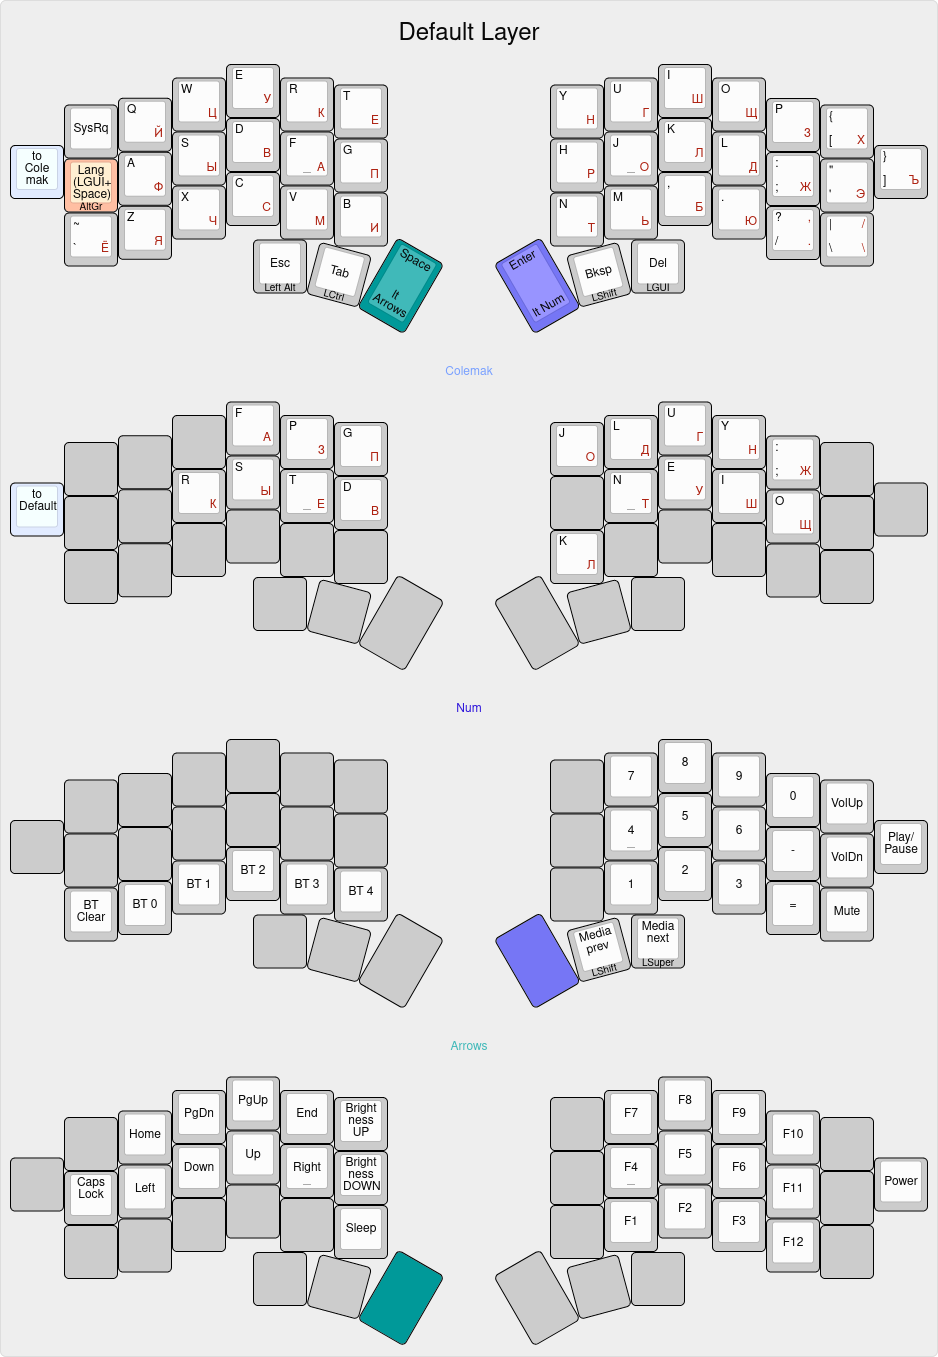 Default Layer
to
Cole
mak
SysRq
Q Й
W Ц
E У
R К
T Е
Y Н
U Г
I Ш
O Щ
P З
{
[ Х
}
] Ъ
Lang
(LGUI+
Space)
AltGr
A Ф
S Ы
D В
F _ А
G П
H Р
J _ О
K Л
L Д
:
; Ж
"
' Э
~
` Ё
Z Я
X Ч
C С
V М
B И
N Т
M Ь
, Б
. Ю
? ,
/ .
| /
\ \
Esc
Left Alt
Tab
LCtrl
Space
lt
Arrows
Enter
lt Num
Bksp
LShift
Del
LGUI
Colemak
to
Default
F А
P З
G П
J О
L Д
U Г
Y Н
:
; Ж
R К
S Ы
T _ Е
D В
N _ Т
E У
I Ш
O Щ
K Л
Num
7
8
9
0
VolUp
4
_
5
6
-
VolDn
Play/
Pause
BT
Clear
BT 0
BT 1
BT 2
BT 3
BT 4
1
2
3
=
Mute
Media
prev
LShift
Media
next
LSuper
Arrows
Home
PgDn
PgUp
End
Bright
ness
UP
F7
F8
F9
F10
Caps
Lock
Left
Down
Up
Right
_
Bright
ness
DOWN
F4
_
F5
F6
F11
Power
Sleep
F1
F2
F3
F12